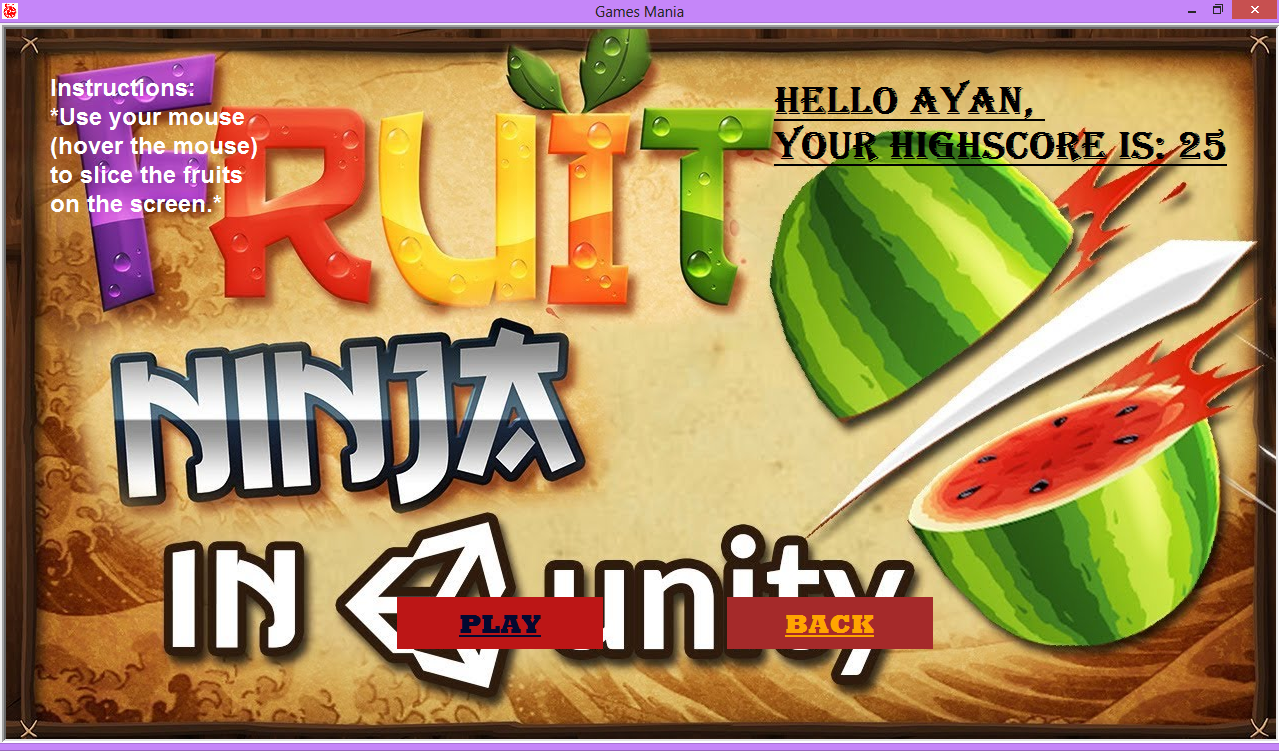 Games Mania
Instructions:
*Use your mouse
(hover the mouse)
to slice the fruits
on the screen.*
HELLO AYAN,
YOUR HIGHSCORE IS: 25
FRUIT
NINJA
IN unity
PLAY
BACK